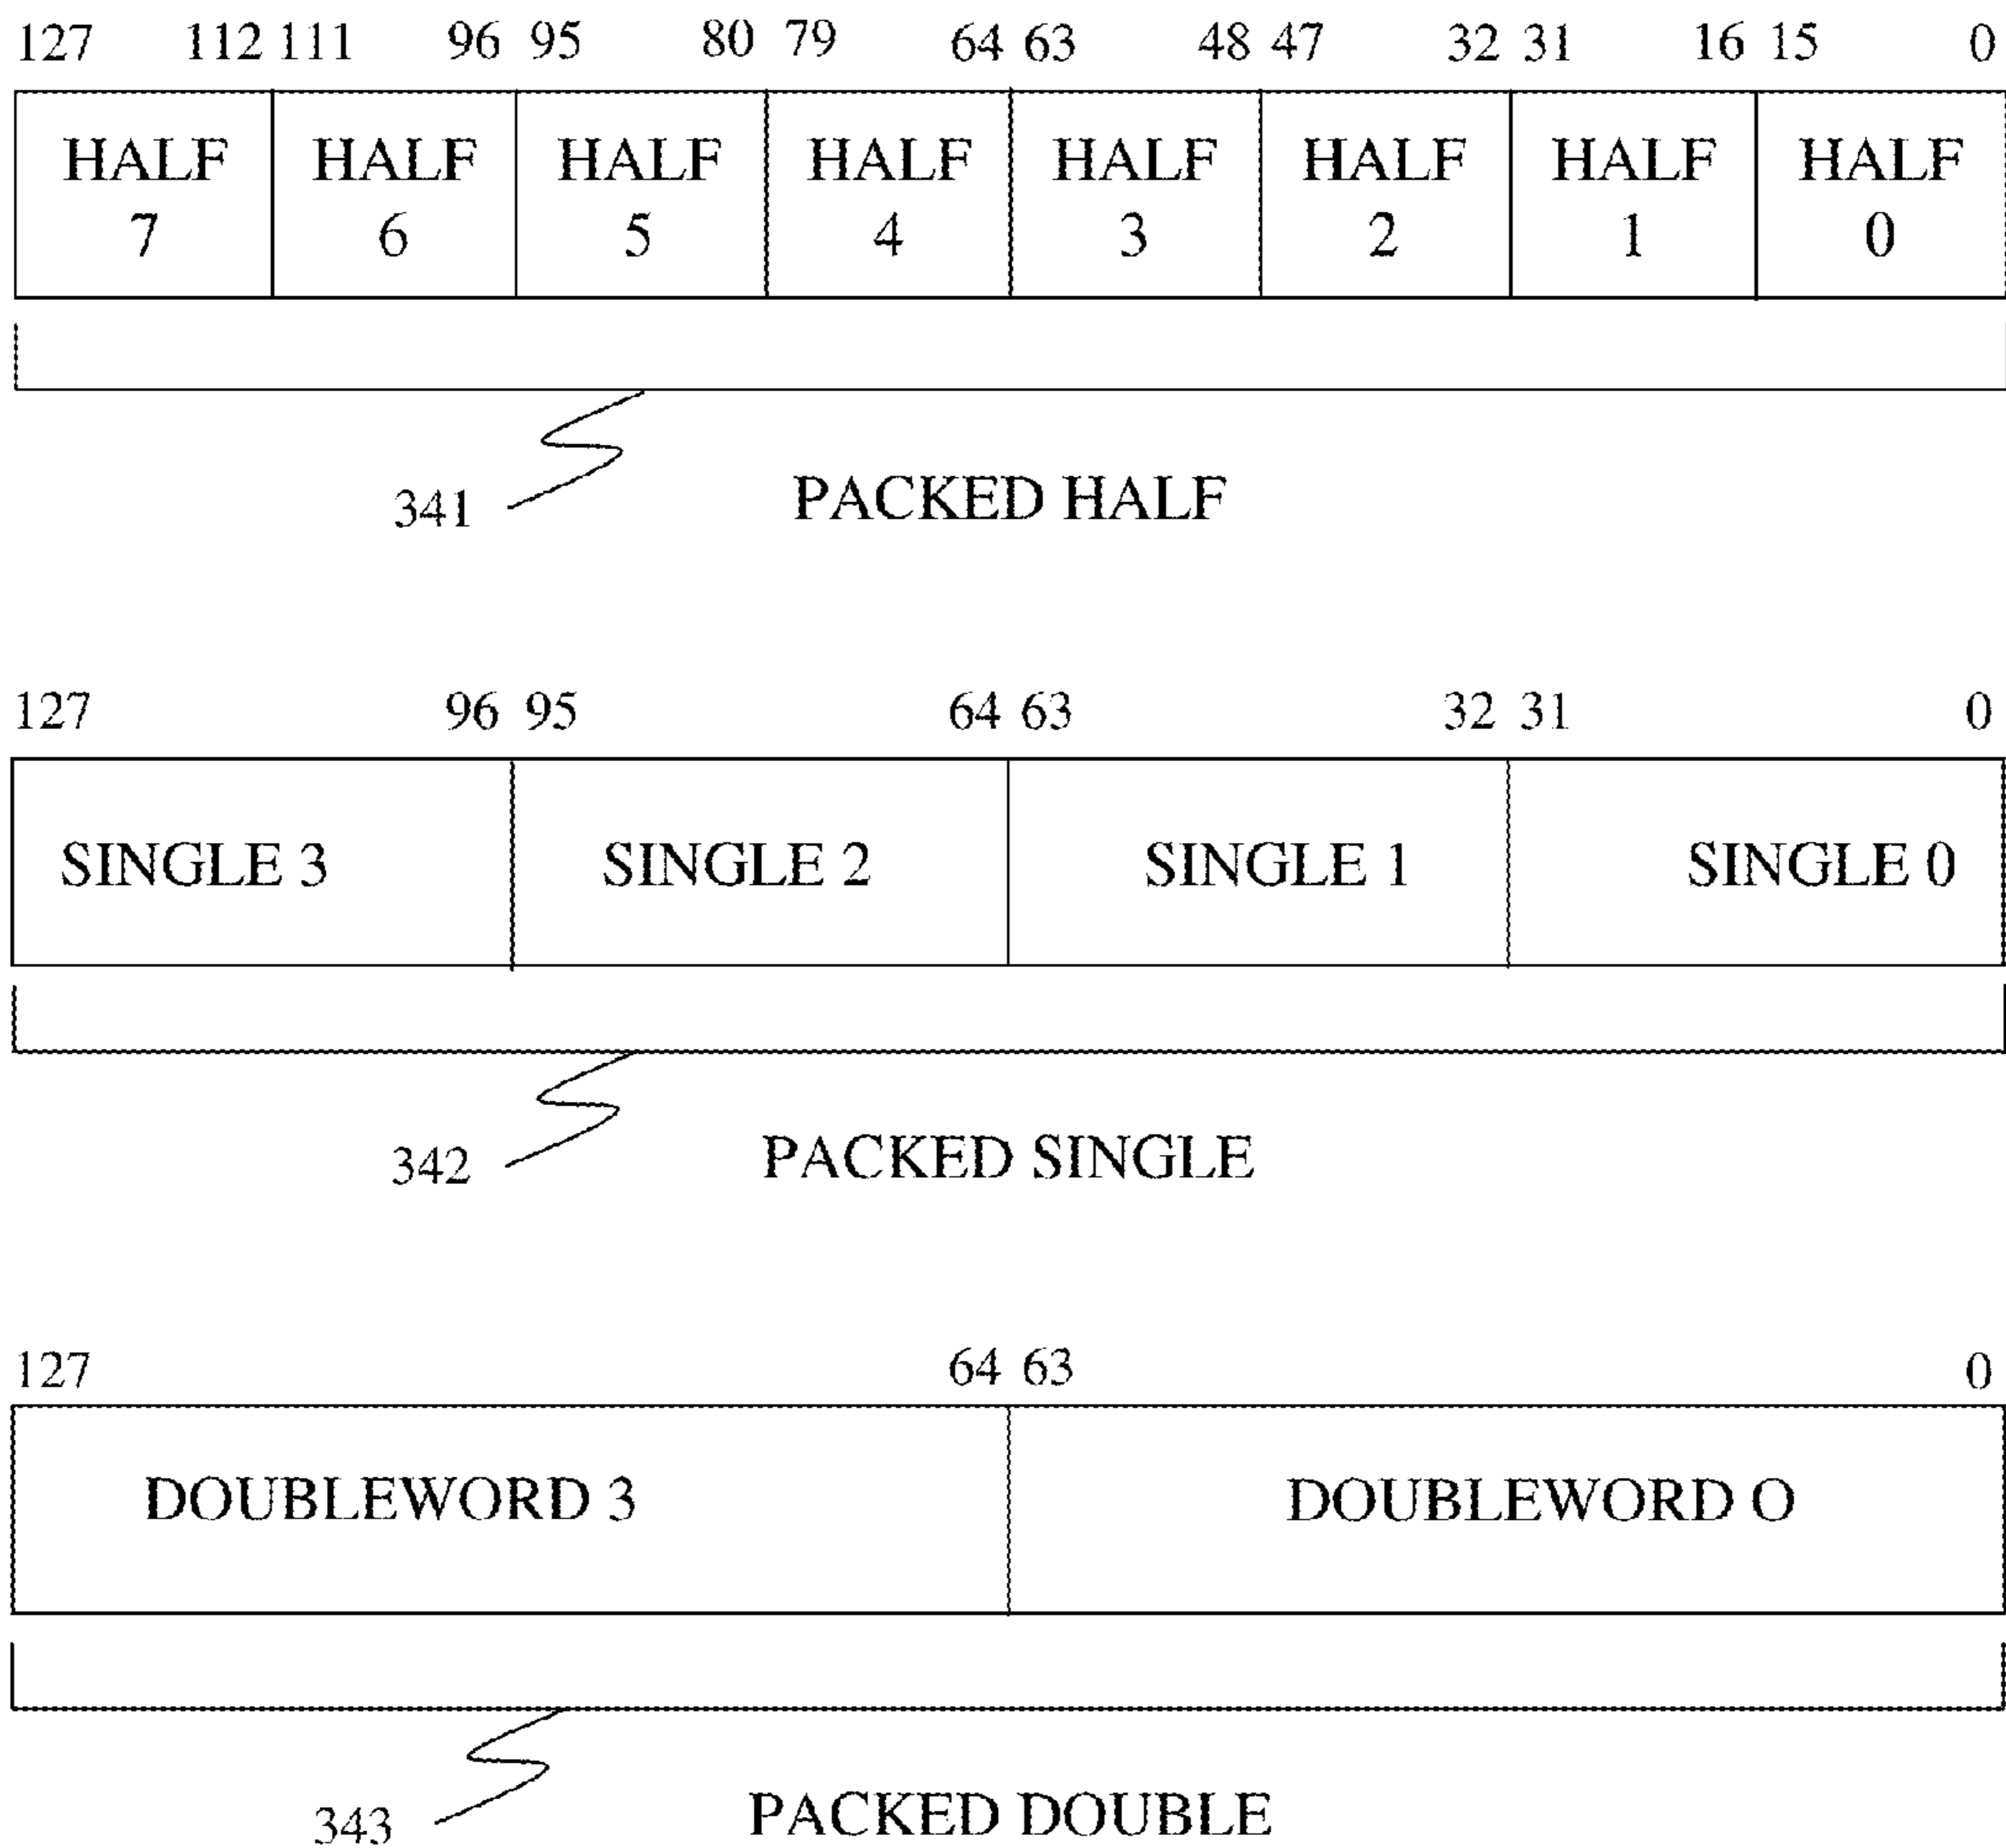 127 112 111 96 95 80 79 64 63 48 47 32 31 16 15 0
HALF HALF HALF HALF HALF HALF HALF HALF
7 6 5 4 3 2 1 0
341 PACKED HALF
127 96 95 64 63 32 31 0
SINGLE 3 SINGLE 2 SINGLE 1 SINGLE 0
342 PACKED SINGLE
127 64 63 0
DOUBLEWORD 3 DOUBLEWORD O
343 PACKED DOUBLE